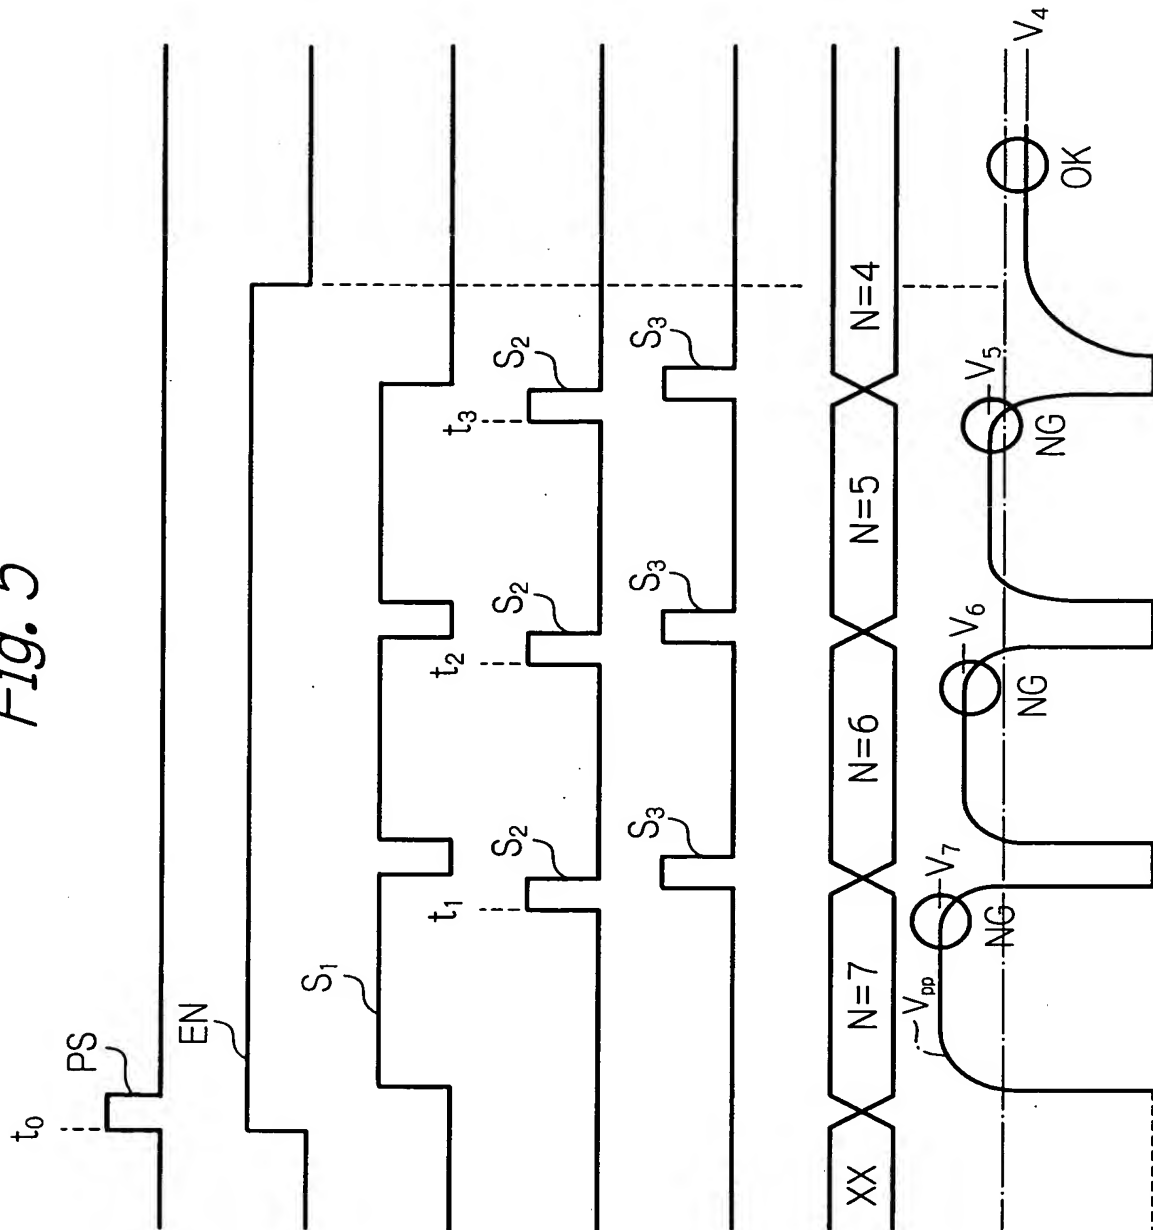 Fig. 5
t0
PS
EN
S1
t1
S2
t2
S2
t3
S2
S3
S3
S3
XX
N=7
N=6
N=5
N=4
Vpp
V7
NG
V6
NG
V5
NG
V4
OK